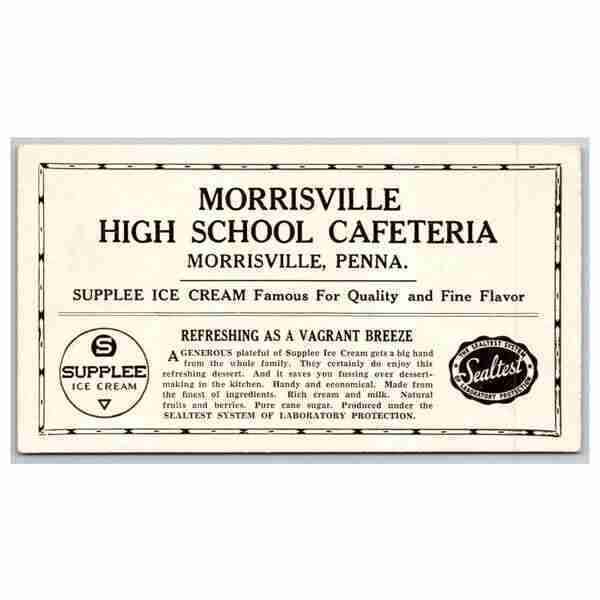 MORRISVILLE
HIGH SCHOOL CAFETERIA
MORRISVILLE, PENNA.
SUPPLEE ICE CREAM Famous For Quality and Fine Flavor
S
SUPPLEE
ICE CREAM
REFRESHING AS A VAGRANT BREEZE
A GENEROUS plateful of Supplee Ice Cream gets a big hand
from the whole family. They certainly do enjoy this
refreshing dessert. And it saves you fussing over dessert-
making in the kitchen. Handy and economical. Made from
the finest of ingredients. Rich cream and milk. Natural
fruits and berries. Pure cane sugar. Produced under the
SEALTEST SYSTEM OF LABORATORY PROTECTION.
THE SEALTEST SYSTEM
Sealtest
OF LABORATORY PROTECTION